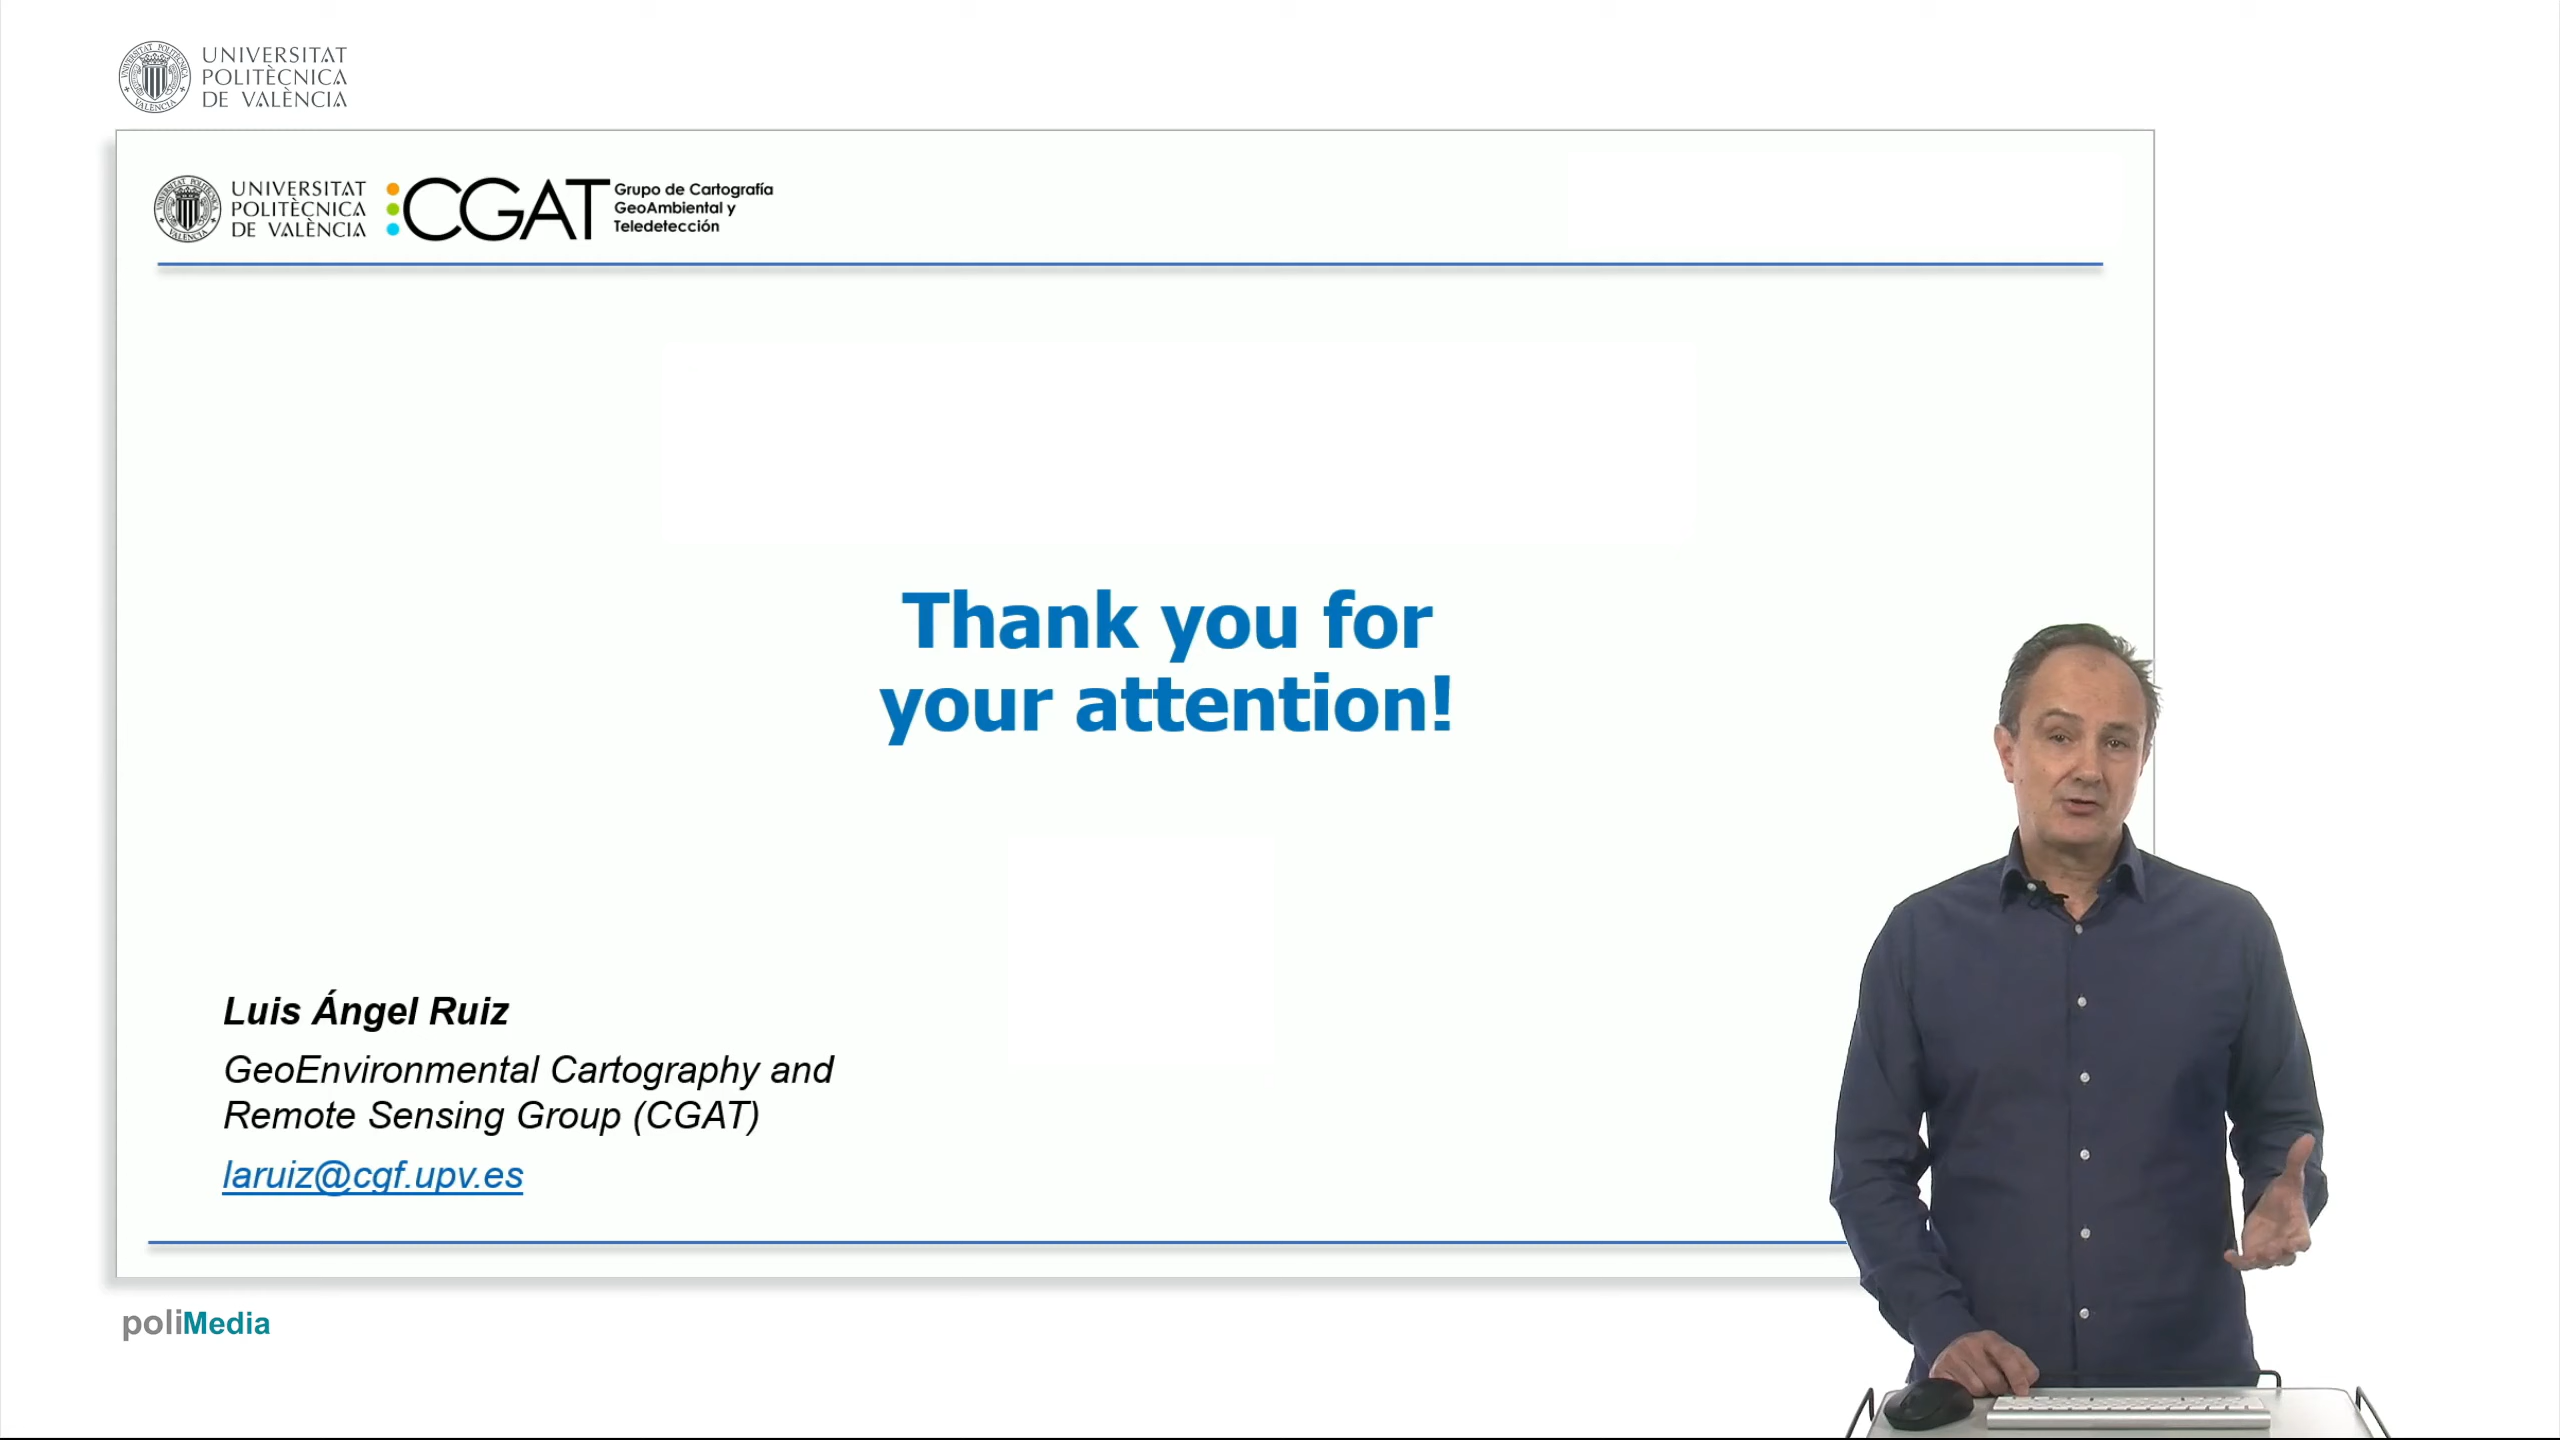 UNIVERSITAT
POLITÈCNICA
DE VALÈNCIA
UNIVERSITAT
POLITÈCNICA
DE VALÈNCIA
CGAT
Grupo de Cartografía
GeoAmbiental y
Teledetección
Thank you for
your attention!
Luis Ángel Ruiz
GeoEnvironmental Cartography and
Remote Sensing Group (CGAT)
laruiz@cgf.upv.es
poliMedia